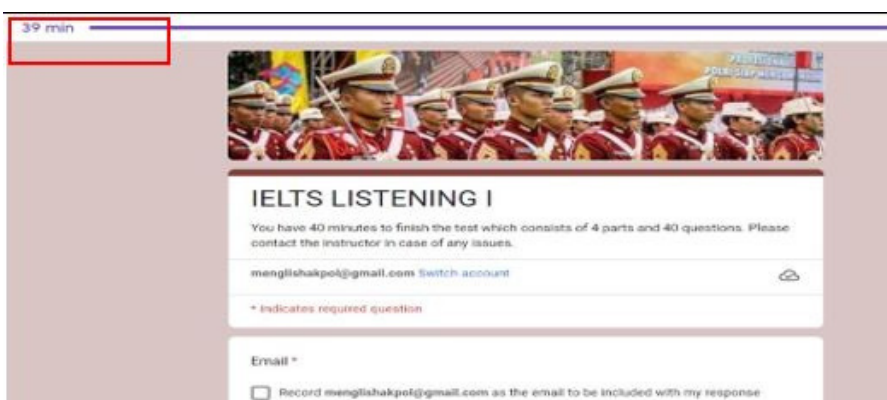 39 min
PROFESIONAL
IELTS LISTENING I
You have 40 minutes to finish the test which consists of 4 parts and 40 questions. Please
contact the instructor in case of any issues.
menglishakpol@gmail.com Switch account
* Indicates required question
Email *
Record menglishakpol@gmail.com as the email to be included with my response